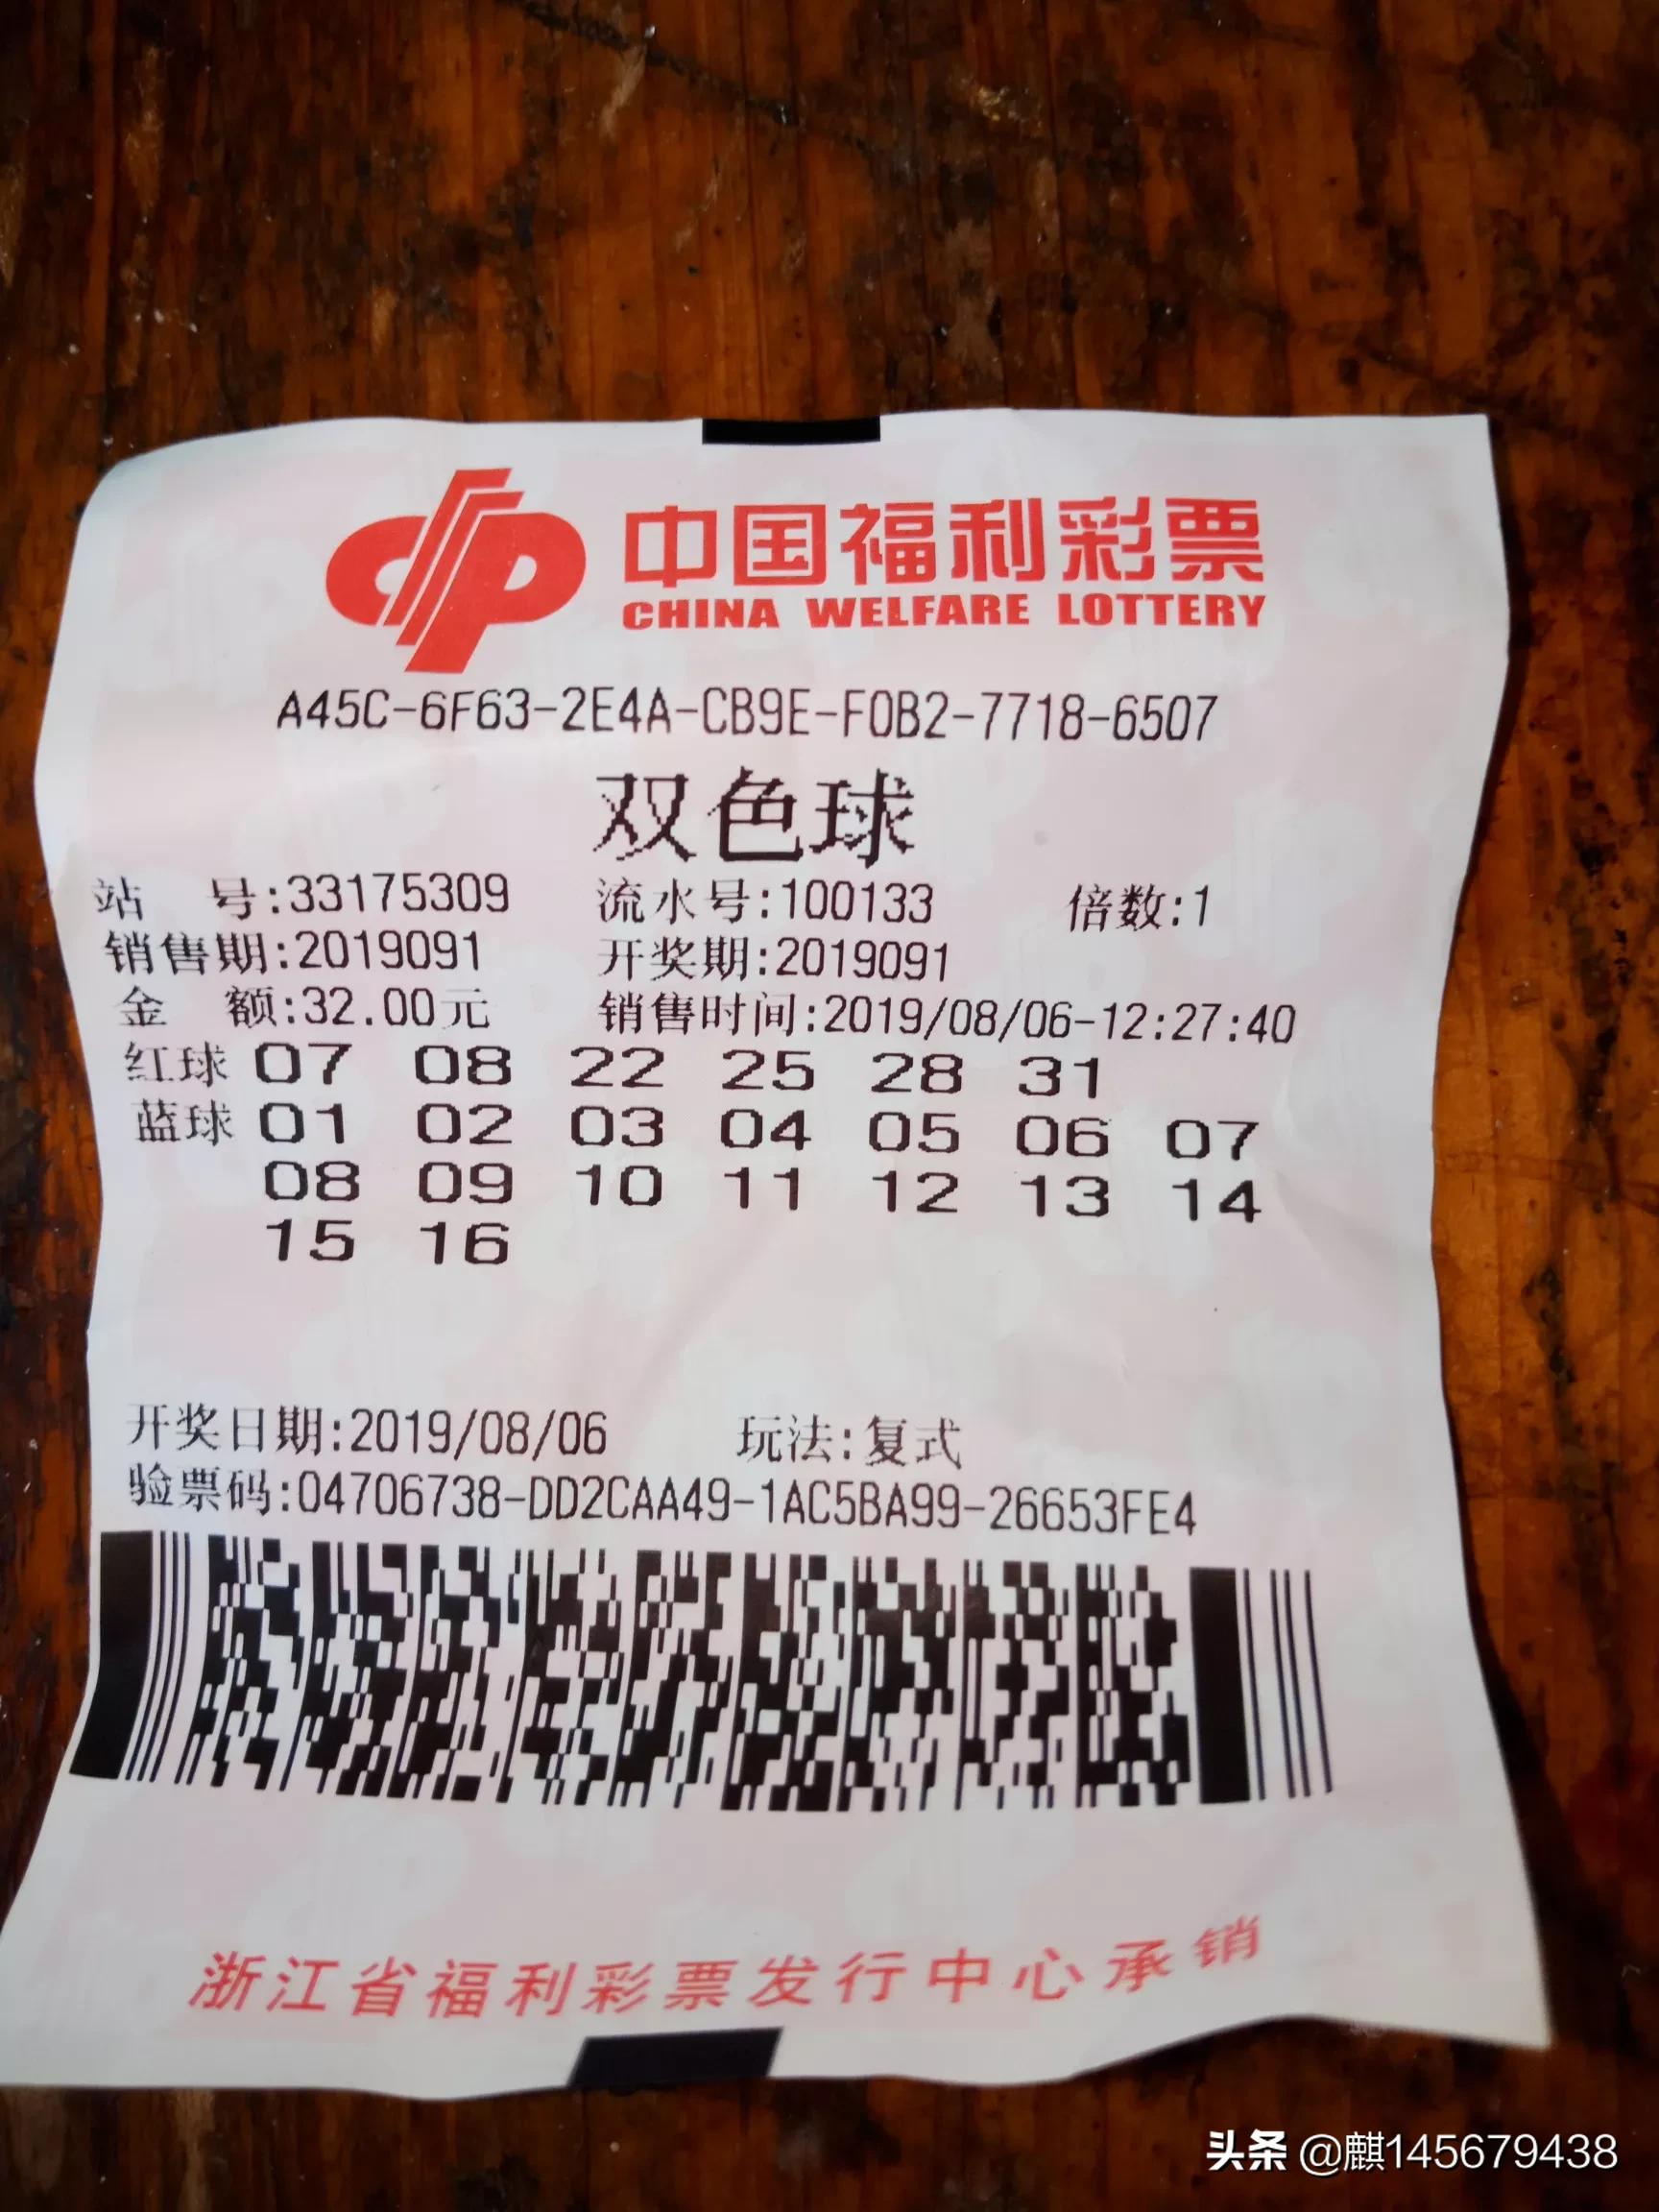 中国福利彩票
CHINA WELFARE LOTTERY
A45C-6F63-2E4A-CB9E-F0B2-7718-6507
双色球
站 号:33175309 流水号:100133 倍数:1
销售期:2019091 开奖期:2019091
金 额:32.00元 销售时间:2019/08/06-12:27:40
红球 07 08 22 25 28 31
蓝球 01 02 03 04 05 06 07
08 09 10 11 12 13 14
15 16
开奖日期:2019/08/06 玩法:复式
验票码:04706738-DD2CAA49-1AC5BA99-26653FE4
浙江省福利彩票发行中心承销
头条 @麒145679438